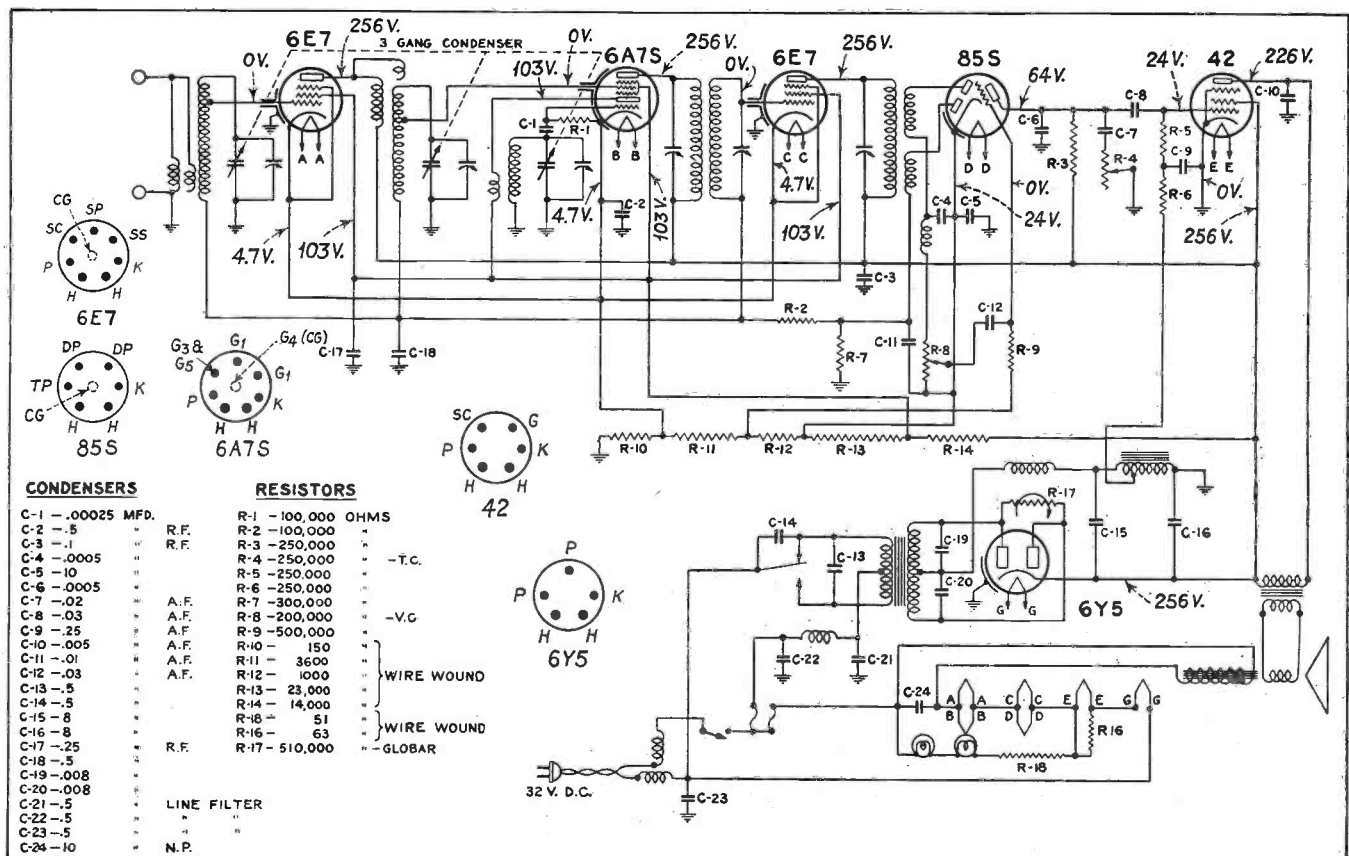 6E7
256V.
3 GANG CONDENSER
0V.
6A7S
256V.
6E7
256V.
85S
42
226V.
0V.
103V.
0V.
64V.
24V.
C-8
C-10
C-1
R-1
C-6
C-7
R-5
C-9
R-3
R-4
R-6
A A
B B
C C
D D
E E
4.7V.
103V.
4.7V.
C-2
103V.
4.7V.
103V.
C-4
C-5
0V.
24V.
0V.
256V.
C-3
R-2
C-12
R-7
C-11
R-8
R-9
C-17
C-18
R-10
R-11
R-12
R-13
R-14
CG
SP
SC
SS
P
K
H
H
6E7
DP
DP
TP
K
CG
H
H
85S
G3 &
G5
G1
G4 (CG)
G1
P
K
H
H
6A7S
SC
G
P
K
H
H
42
P
P
K
H
H
6Y5
R-17
C-14
C-13
C-19
C-20
C-15
C-16
G
G
6Y5
256V.
C-22
C-21
C-24
A A C C E E G G
B B D D
R16
R-18
32 V. D.C.
C-23
CONDENSERS
C-1 -.00025 MFD.
C-2 -.5 " R.F.
C-3 -.1 " R.F.
C-4 -.0005 "
C-5 -10 "
C-6 -.0005 "
C-7 -.02 " A.F.
C-8 -.03 " A.F.
C-9 -.25 " A.F
C-10 -.005 " A.F.
C-11 -.01 " A.F.
C-12 -.03 " A.F.
C-13 -.5 "
C-14 -.5 "
C-15 -8 "
C-16 -8 "
C-17 -.25 " R.F.
C-18 -.5 "
C-19 -.008 "
C-20 -.008 "
C-21 -.5 " LINE FILTER
C-22 -.5 " " "
C-23 -.5 " " "
C-24 -10 " N.P.
RESISTORS
R-1 -100,000 OHMS
R-2 -100,000 "
R-3 -250,000 "
R-4 -250,000 " -T.C.
R-5 -250,000 "
R-6 -250,000 "
R-7 -300,000 "
R-8 -200,000 " -V.C
R-9 -500,000 "
R-10- 150 "
R-11- 3600 "
R-12- 1000 " WIRE WOUND
R-13- 23,000 "
R-14- 14,000 "
R-18- 51 "
R-16- 63 " WIRE WOUND
R-17-510,000 " -GLOBAR